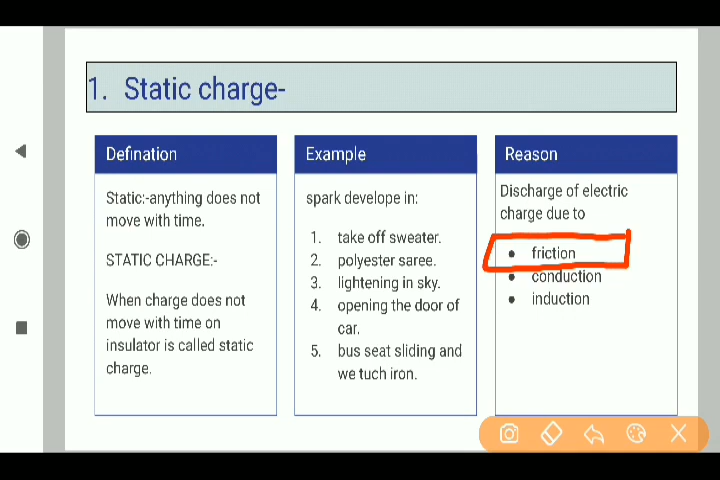 1. Static charge-
Defination
Static:-anything does not
move with time.
STATIC CHARGE:-
When charge does not
move with time on
insulator is called static
charge.
Example
spark develope in:
1. take off sweater.
2. polyester saree.
3. lightening in sky.
4. opening the door of
car.
5. bus seat sliding and
we tuch iron.
Reason
Discharge of electric
charge due to
● friction
● conduction
● induction